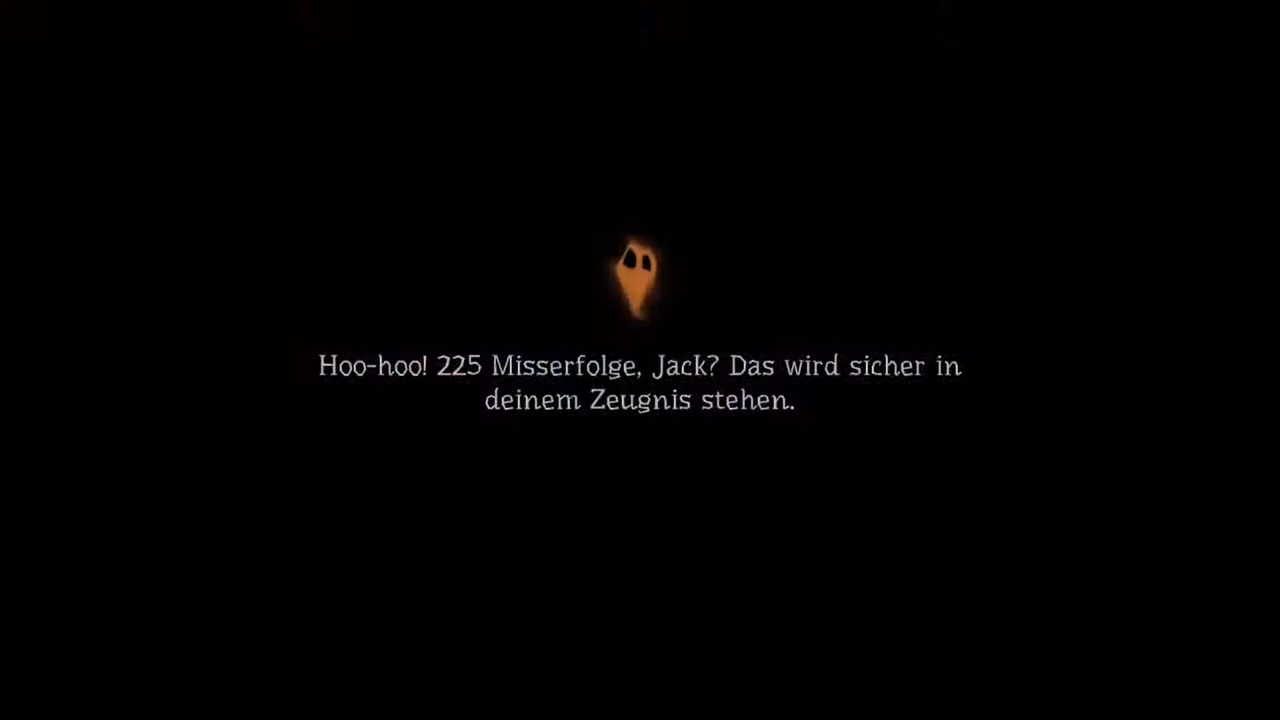 Hoo-hoo! 225 Misserfolge, Jack? Das wird sicher in
deinem Zeugnis stehen.